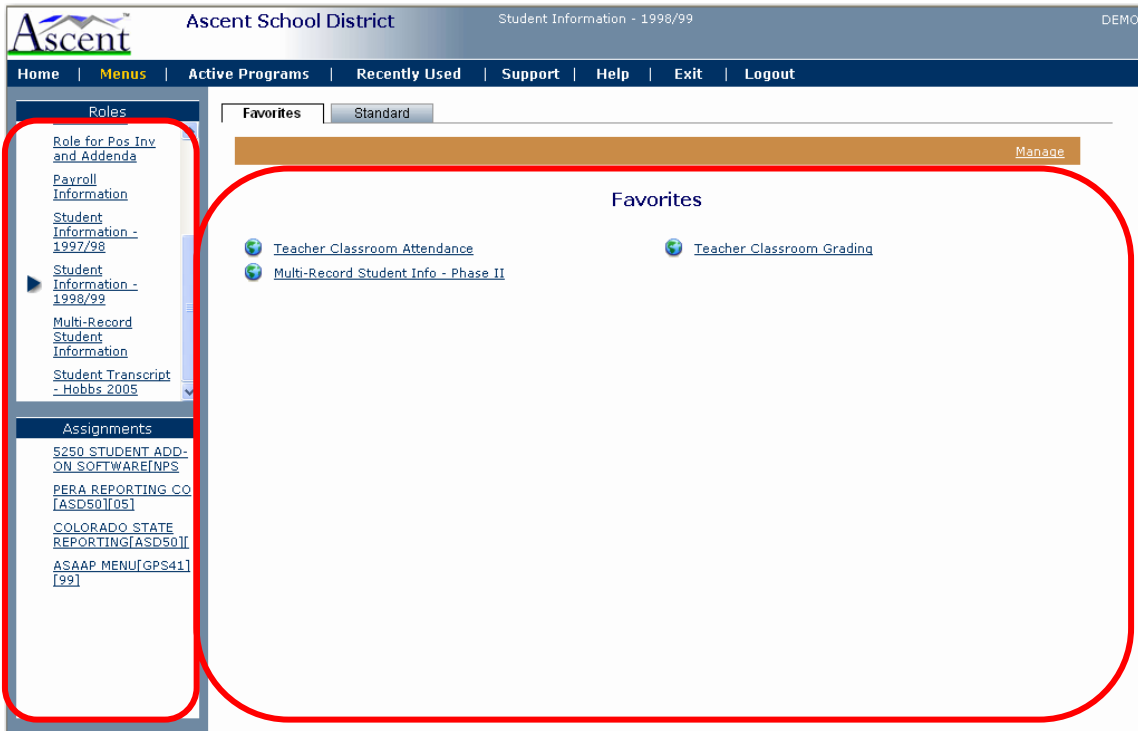 Ascent™
Ascent School District
Student Information - 1998/99
DEMO
Home | Menus | Active Programs | Recently Used | Support | Help | Exit | Logout
Roles
Role for Pos Inv
and Addenda
Payroll
Information
Student
Information -
1997/98
Student
Information -
1998/99
Multi-Record
Student
Information
Student Transcript
- Hobbs 2005
Assignments
5250 STUDENT ADD-
ON SOFTWARE[NPS
PERA REPORTING CO
[ASD50][05]
COLORADO STATE
REPORTING[ASD50][
ASAAP MENU[GPS41]
[99]
Favorites Standard
Manage
Favorites
Teacher Classroom Attendance Teacher Classroom Grading
Multi-Record Student Info - Phase II